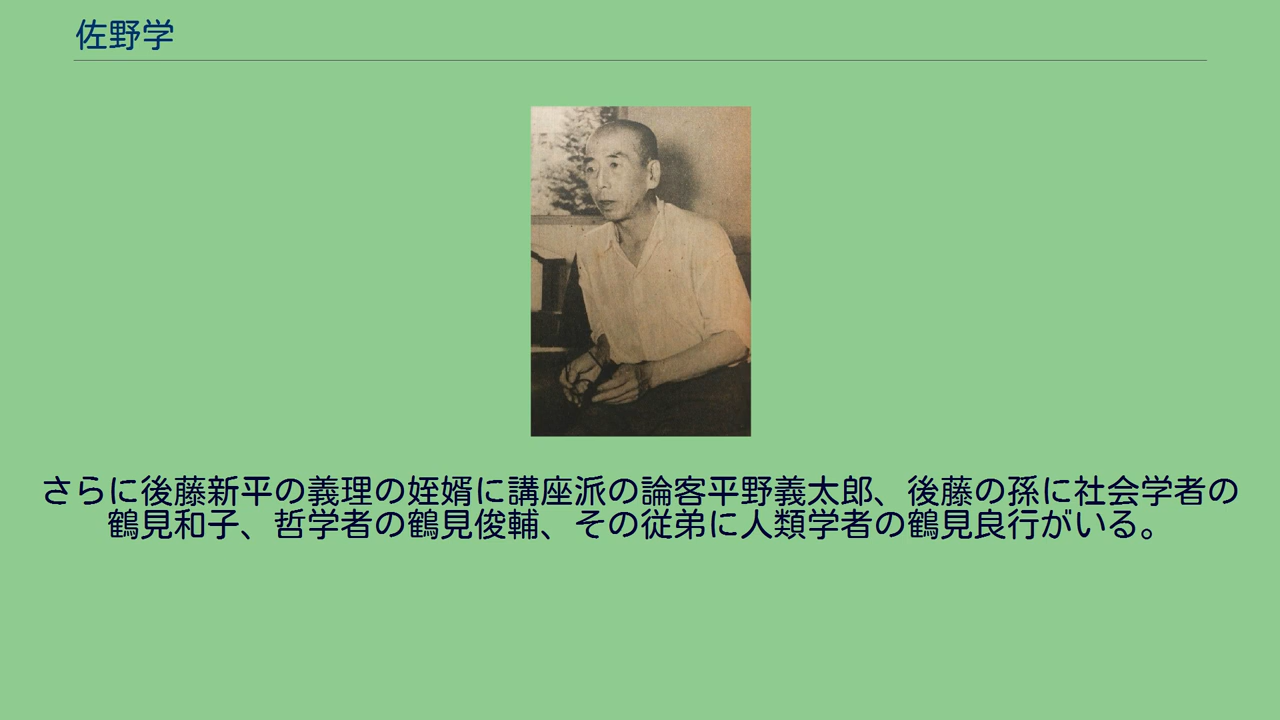 佐野学
さらに後藤新平の義理の姪婿に講座派の論客平野義太郎、後藤の孫に社会学者の
鶴見和子、哲学者の鶴見俊輔、その従弟に人類学者の鶴見良行がいる。